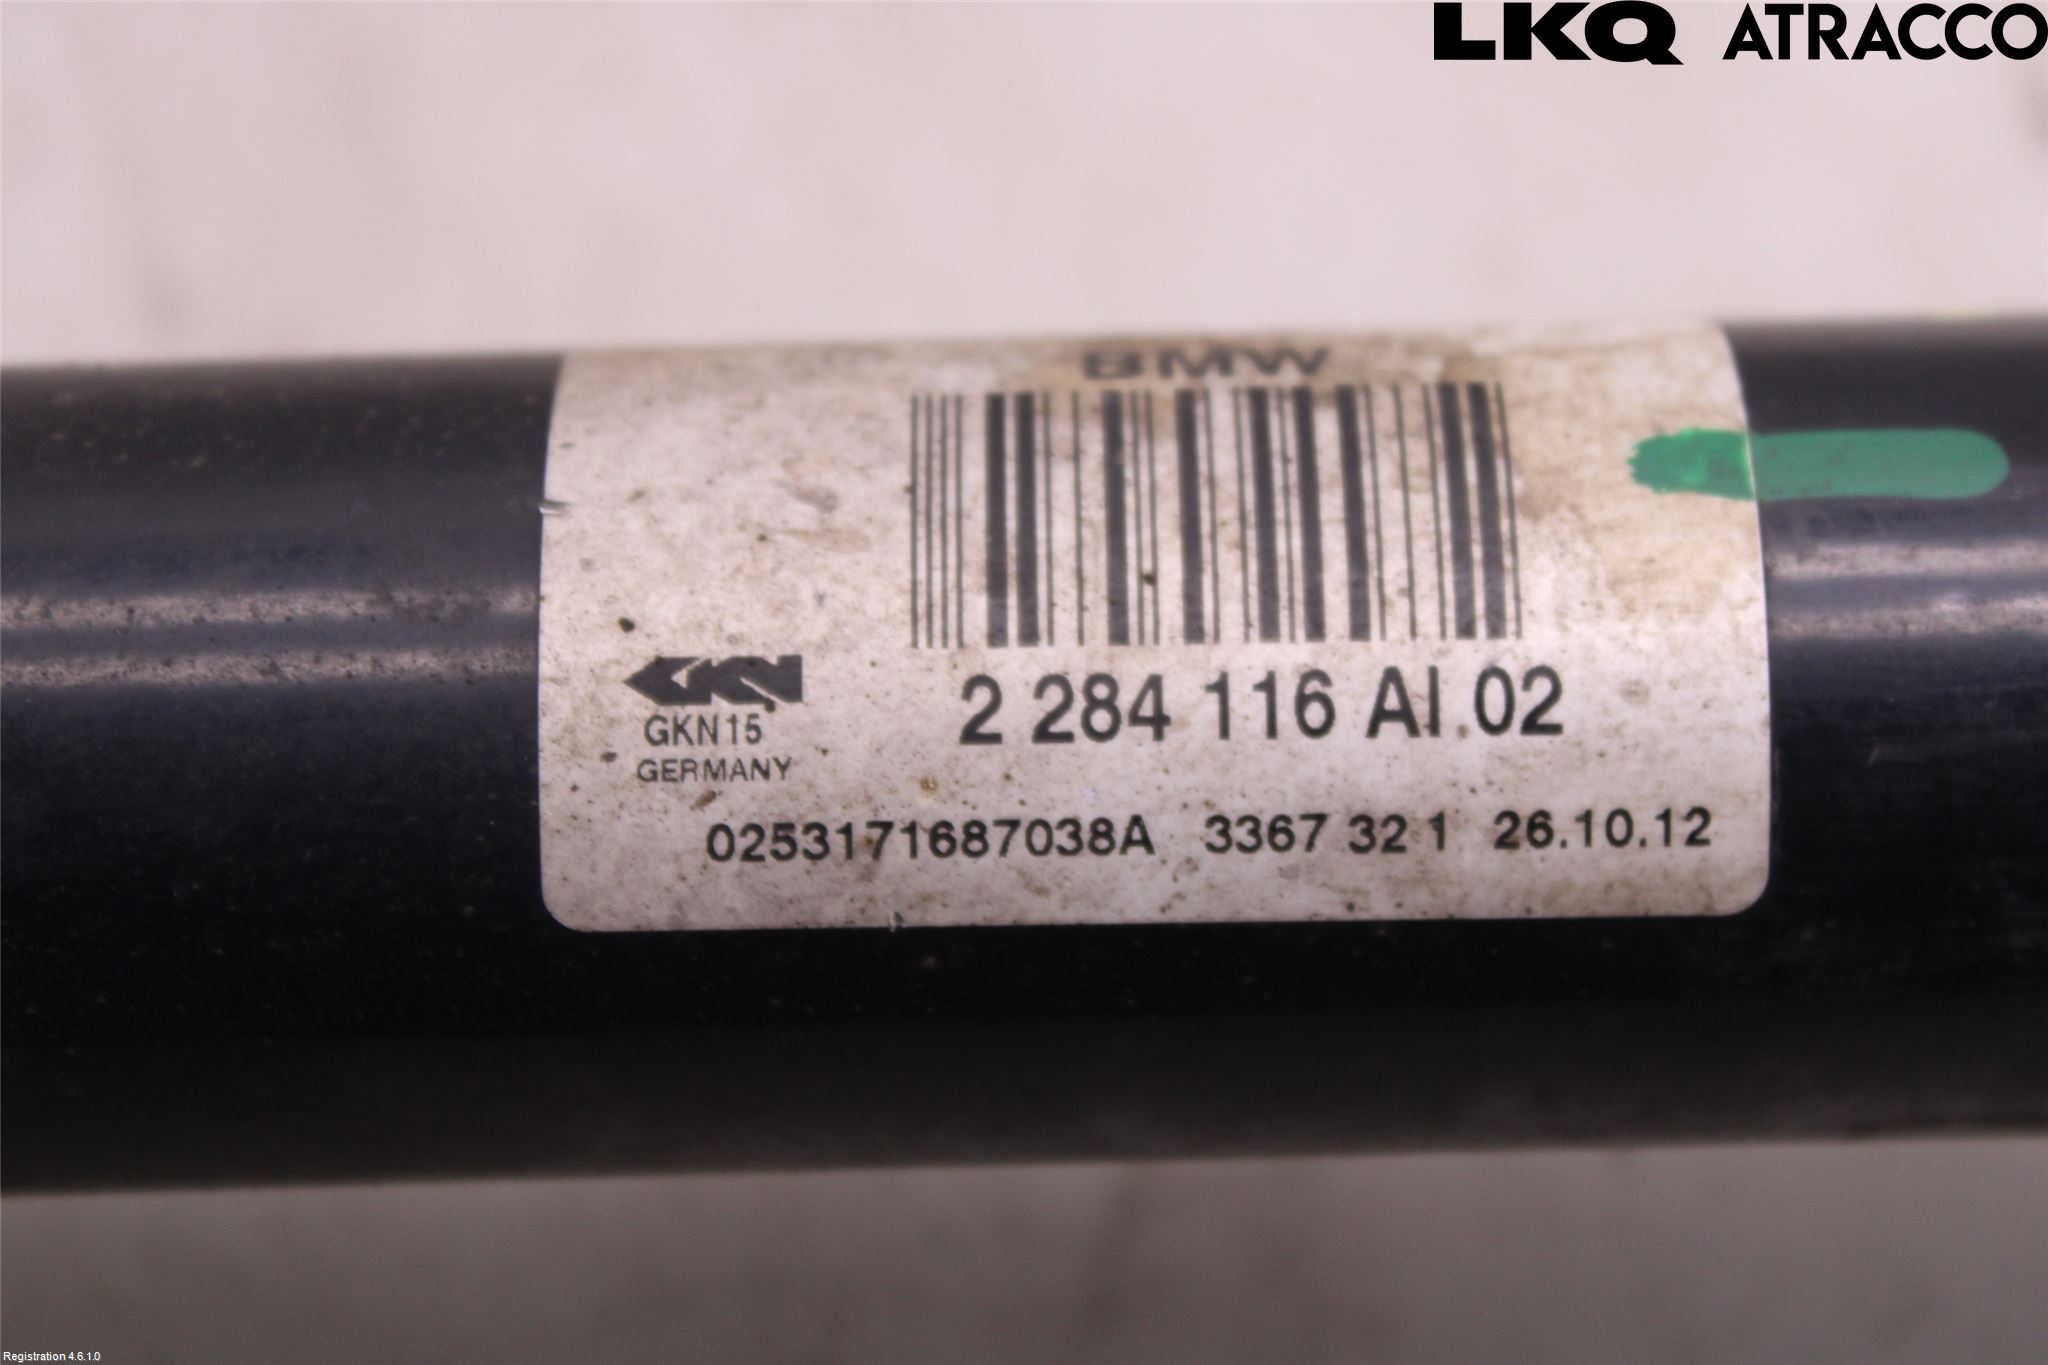 LKQ ATRACCO
BMW
GKN
GKN15
GERMANY
2 284 116 AI 02
0253171687038A 3367 32 1 26.10.12
Registration 4.6.1.0